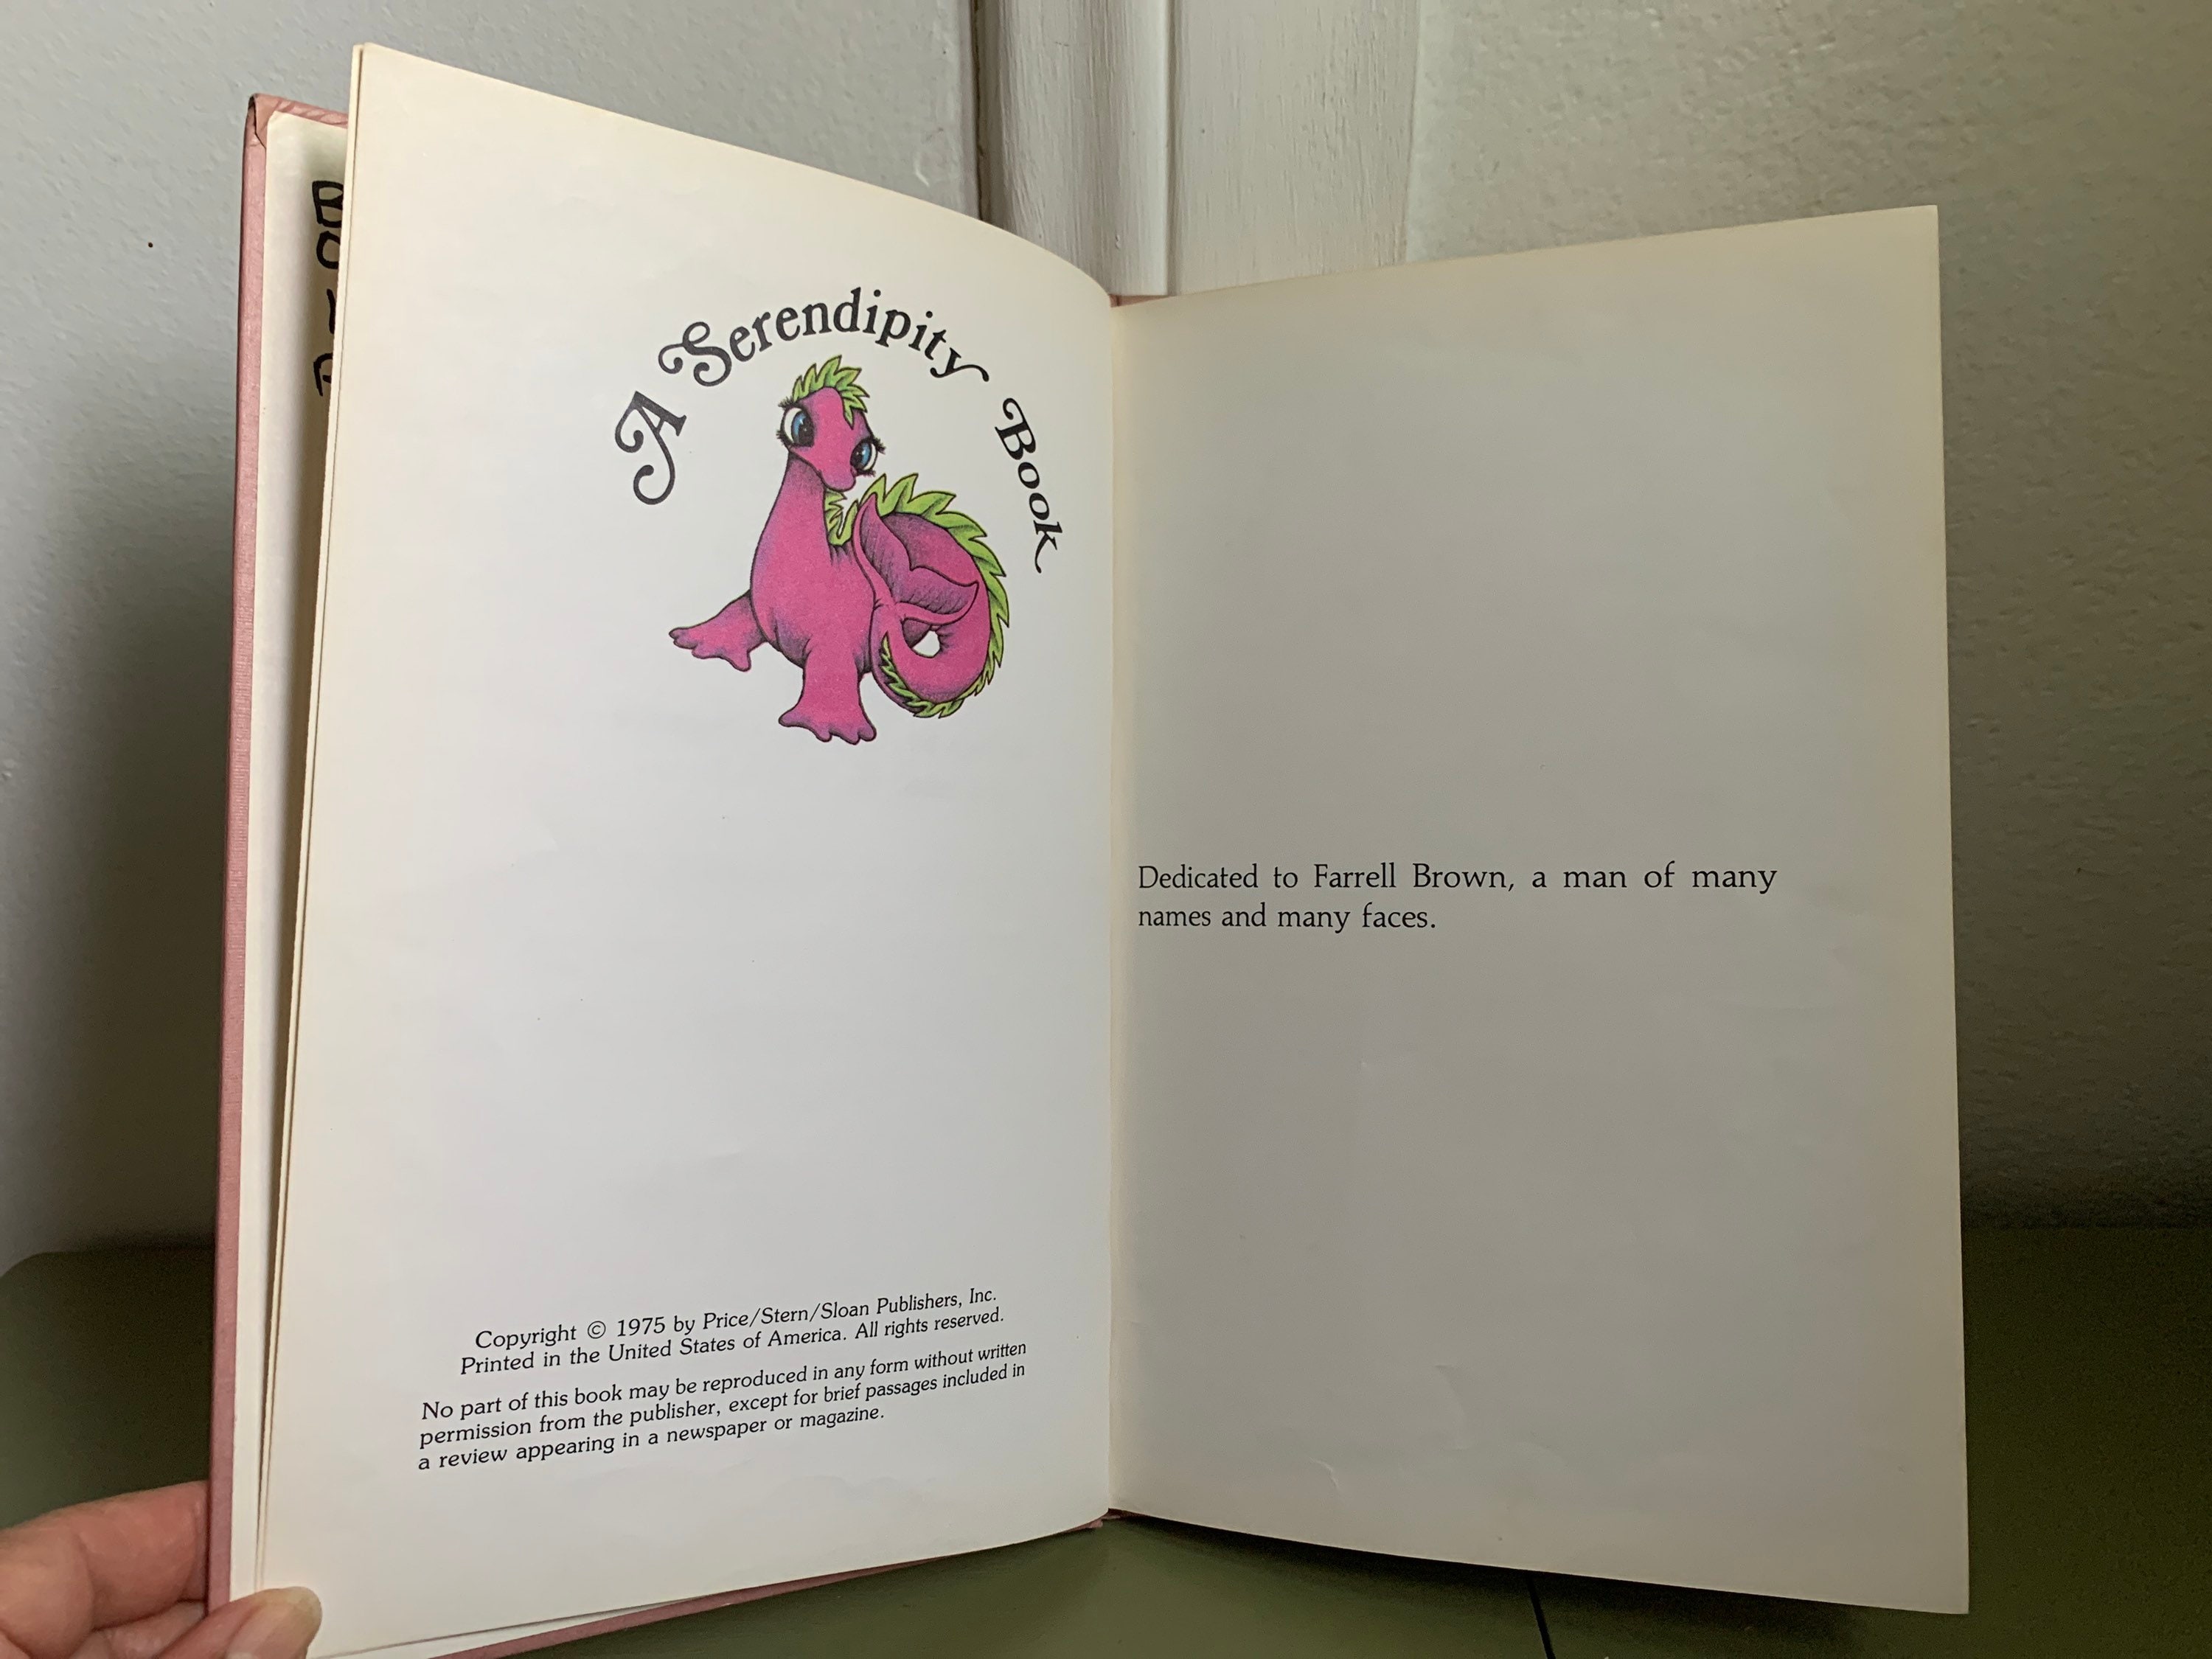 A Serendipity Book
Copyright © 1975 by Price/Stern/Sloan Publishers, Inc.
Printed in the United States of America. All rights reserved.
No part of this book may be reproduced in any form without written
permission from the publisher, except for brief passages included in
a review appearing in a newspaper or magazine.
Dedicated to Farrell Brown, a man of many
names and many faces.